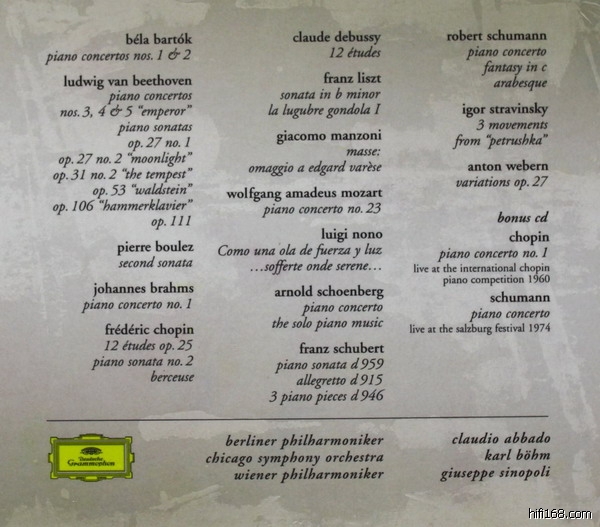 béla bartók
piano concertos nos. 1 & 2
ludwig van beethoven
piano concertos
nos. 3, 4 & 5 “emperor”
piano sonatas
op. 27 no. 1
op. 27 no. 2 “moonlight”
op. 31 no. 2 “the tempest”
op. 53 “waldstein”
op. 106 “hammerklavier”
op. 111
pierre boulez
second sonata
johannes brahms
piano concerto no. 1
frédéric chopin
12 études op. 25
piano sonata no. 2
berceuse
claude debussy
12 études
franz liszt
sonata in b minor
la lugubre gondola I
giacomo manzoni
masse:
omaggio a edgard varèse
wolfgang amadeus mozart
piano concerto no. 23
luigi nono
Como una ola de fuerza y luz
...sofferte onde serene...
arnold schoenberg
piano concerto
the solo piano music
franz schubert
piano sonata d 959
allegretto d 915
3 piano pieces d 946
robert schumann
piano concerto
fantasy in c
arabesque
igor stravinsky
3 movements
from “petrushka”
anton webern
variations op. 27
bonus cd
chopin
piano concerto no. 1
live at the international chopin
piano competition 1960
schumann
piano concerto
live at the salzburg festival 1974
Deutsche
Grammophon
berliner philharmoniker
chicago symphony orchestra
wiener philharmoniker
claudio abbado
karl böhm
giuseppe sinopoli
hifi168.com